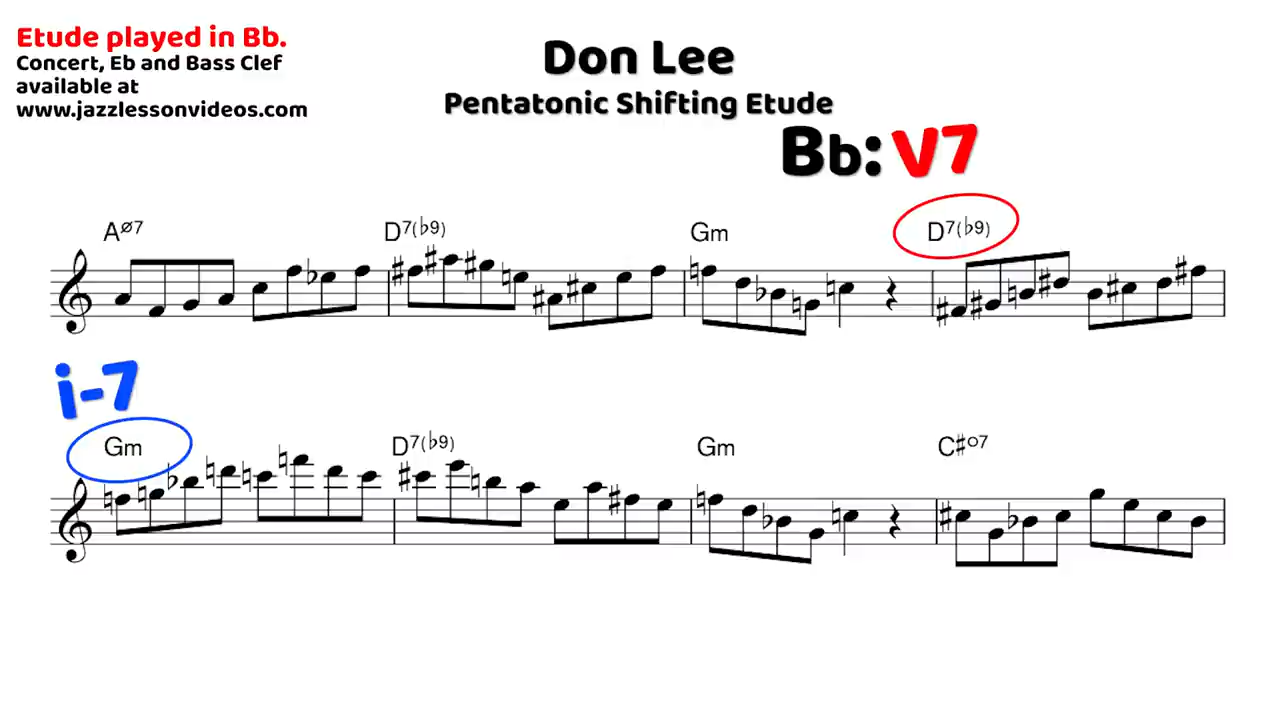 Etude played in Bb.
Concert, Eb and Bass Clef
available at
www.jazzlessonvideos.com
Don Lee
Pentatonic Shifting Etude
Bb: V7
Aø7 D7(♭9) Gm D7(♭9)
i-7
Gm D7(♭9) Gm C♯o7